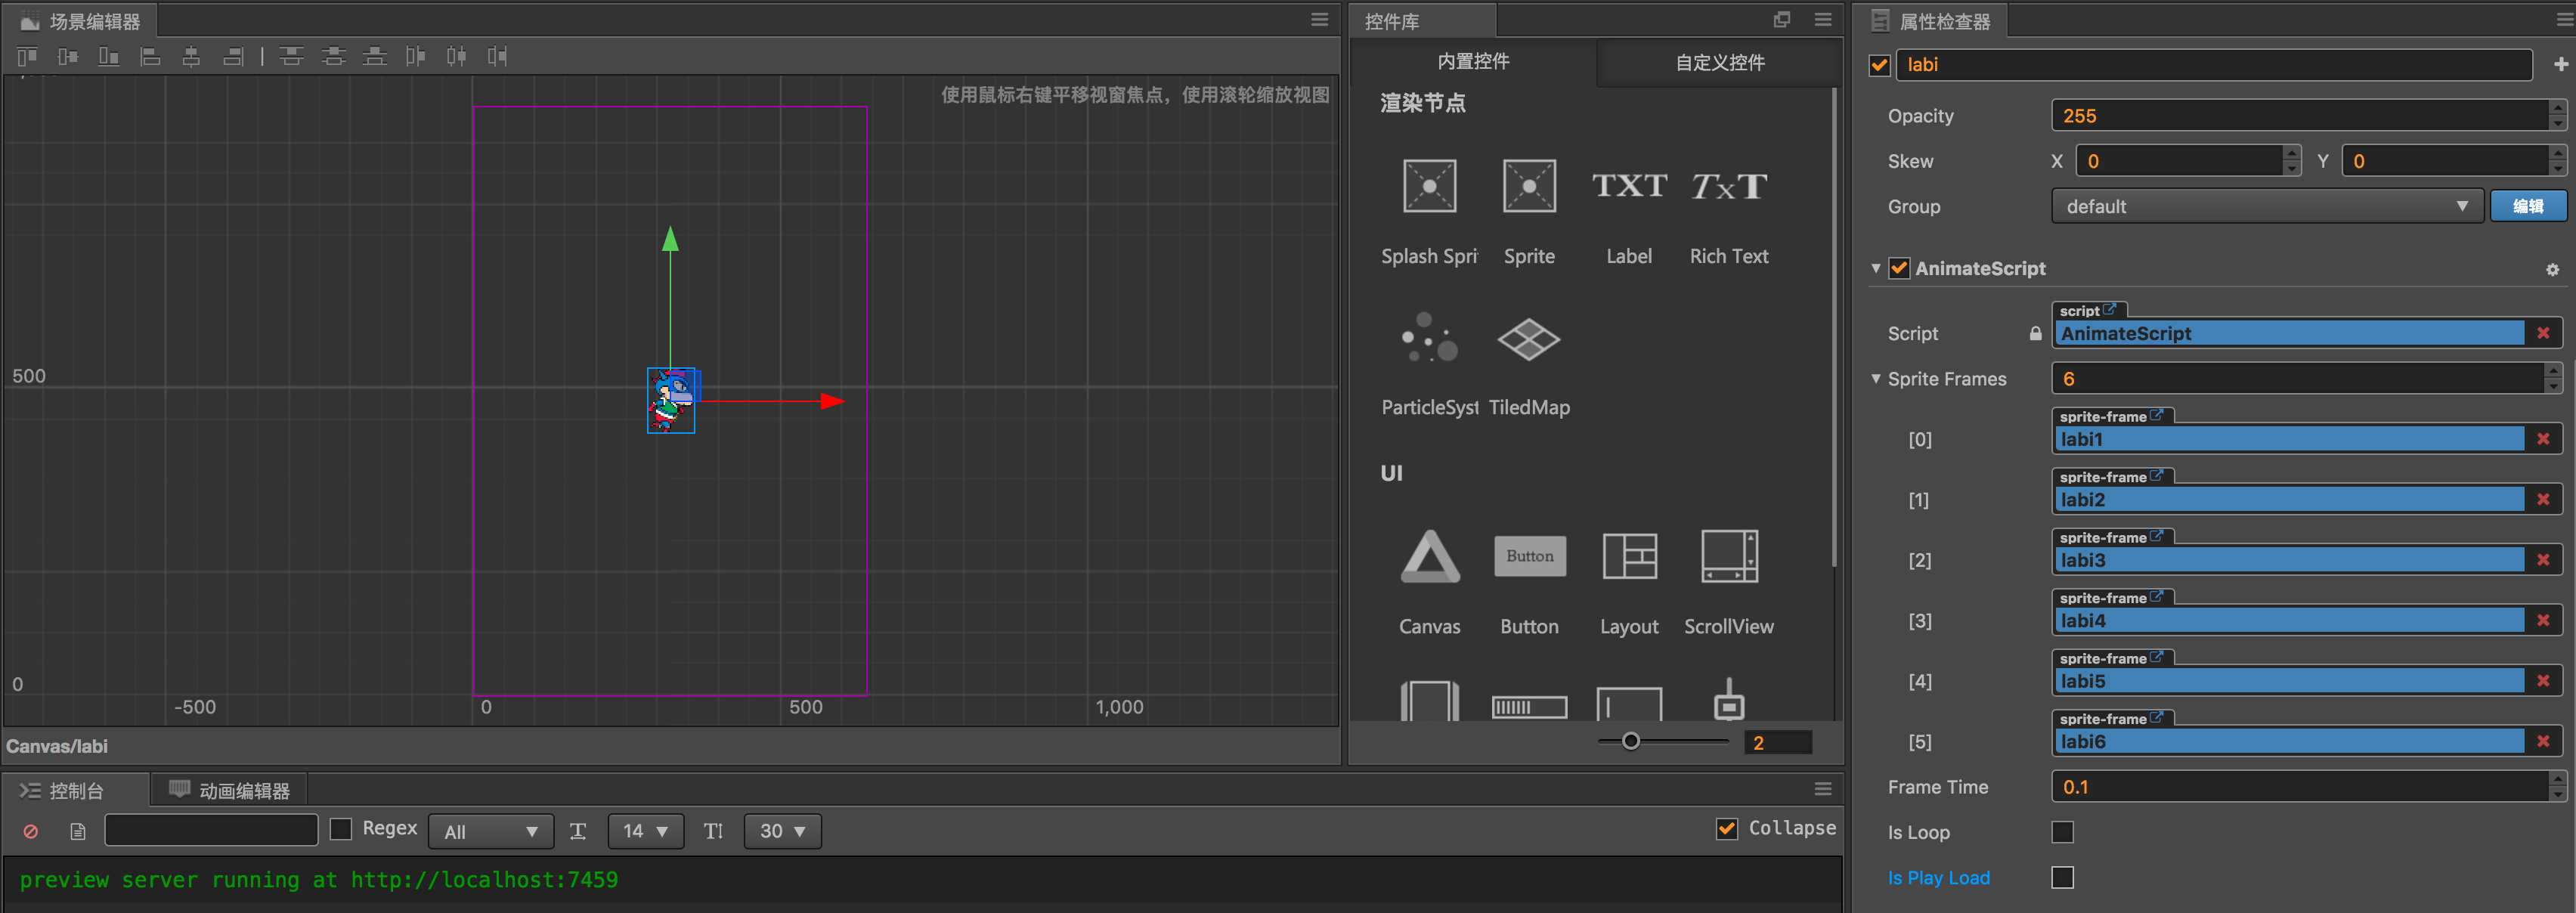 场景编辑器
使用鼠标右键平移视窗焦点，使用滚轮缩放视图
500
0
-500
0
500
1,000
Canvas/labi
控件库
内置控件
自定义控件
渲染节点
Splash Spri
Sprite
Label
Rich Text
TXT
TxT
ParticleSyst
TiledMap
UI
Button
Canvas
Button
Layout
ScrollView
2
控制台
动画编辑器
Regex
All
14
30
Collapse
preview server running at http://localhost:7459
属性检查器
labi
Opacity
255
Skew
X
0
Y
0
Group
default
编辑
AnimateScript
script
Script
AnimateScript
Sprite Frames
6
sprite-frame
[0]
labi1
sprite-frame
[1]
labi2
sprite-frame
[2]
labi3
sprite-frame
[3]
labi4
sprite-frame
[4]
labi5
sprite-frame
[5]
labi6
Frame Time
0.1
Is Loop
Is Play Load